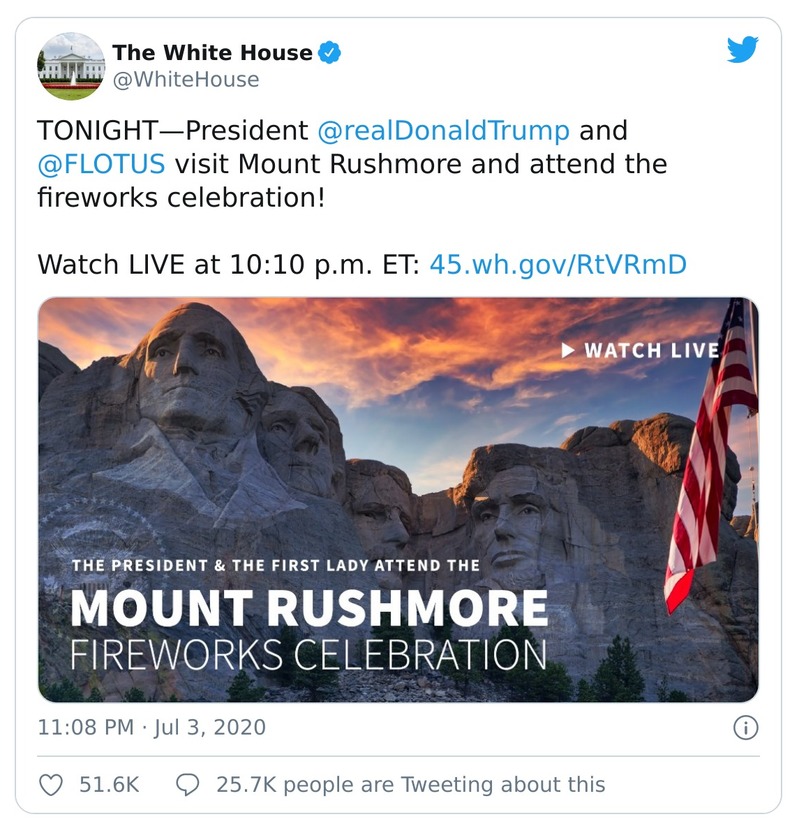 The White House
@WhiteHouse
TONIGHT—President @realDonaldTrump and
@FLOTUS visit Mount Rushmore and attend the
fireworks celebration!
Watch LIVE at 10:10 p.m. ET: 45.wh.gov/RtVRmD
WATCH LIVE
THE PRESIDENT & THE FIRST LADY ATTEND THE
MOUNT RUSHMORE
FIREWORKS CELEBRATION
11:08 PM · Jul 3, 2020
51.6K
25.7K people are Tweeting about this